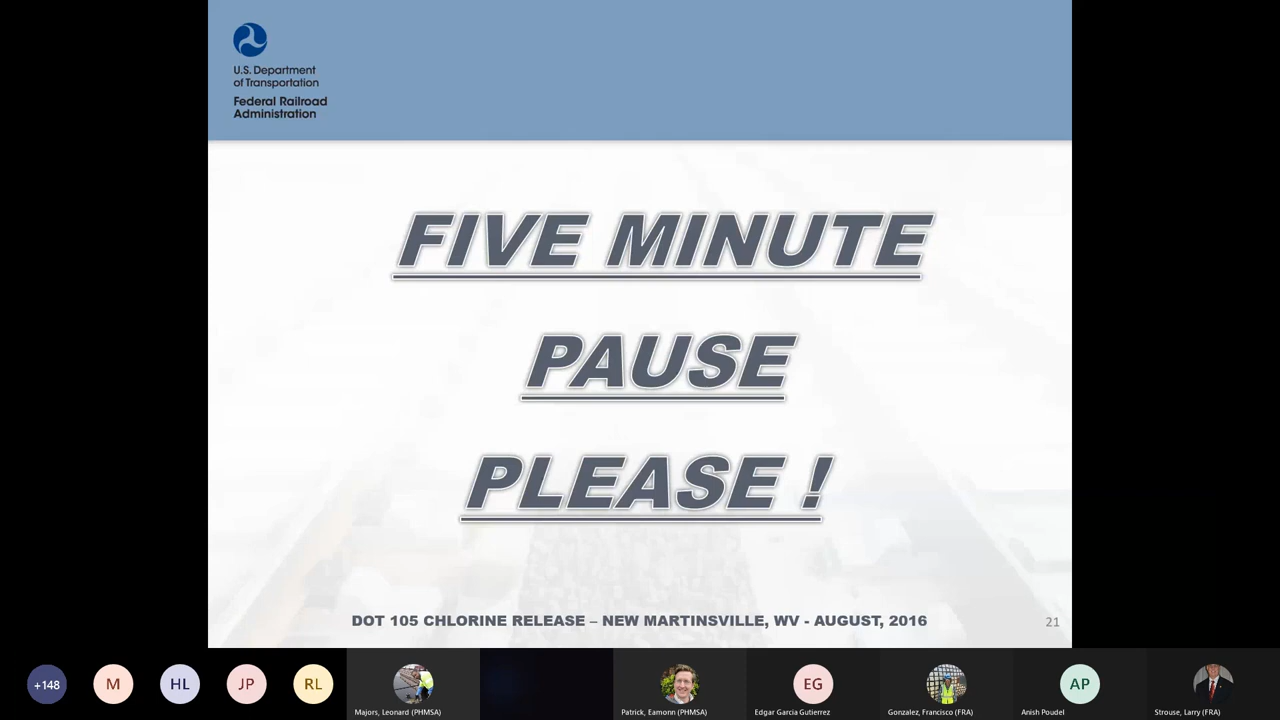 U.S. Department
of Transportation
Federal Railroad
Administration
FIVE MINUTE
PAUSE
PLEASE !
DOT 105 CHLORINE RELEASE – NEW MARTINSVILLE, WV - AUGUST, 2016
21
+148
M
HL
JP
RL
EG
AP
Majors, Leonard (PHMSA)
Patrick, Eamonn (PHMSA)
Edgar Garcia Gutierrez
Gonzalez, Francisco (FRA)
Anish Poudel
Strouse, Larry (FRA)